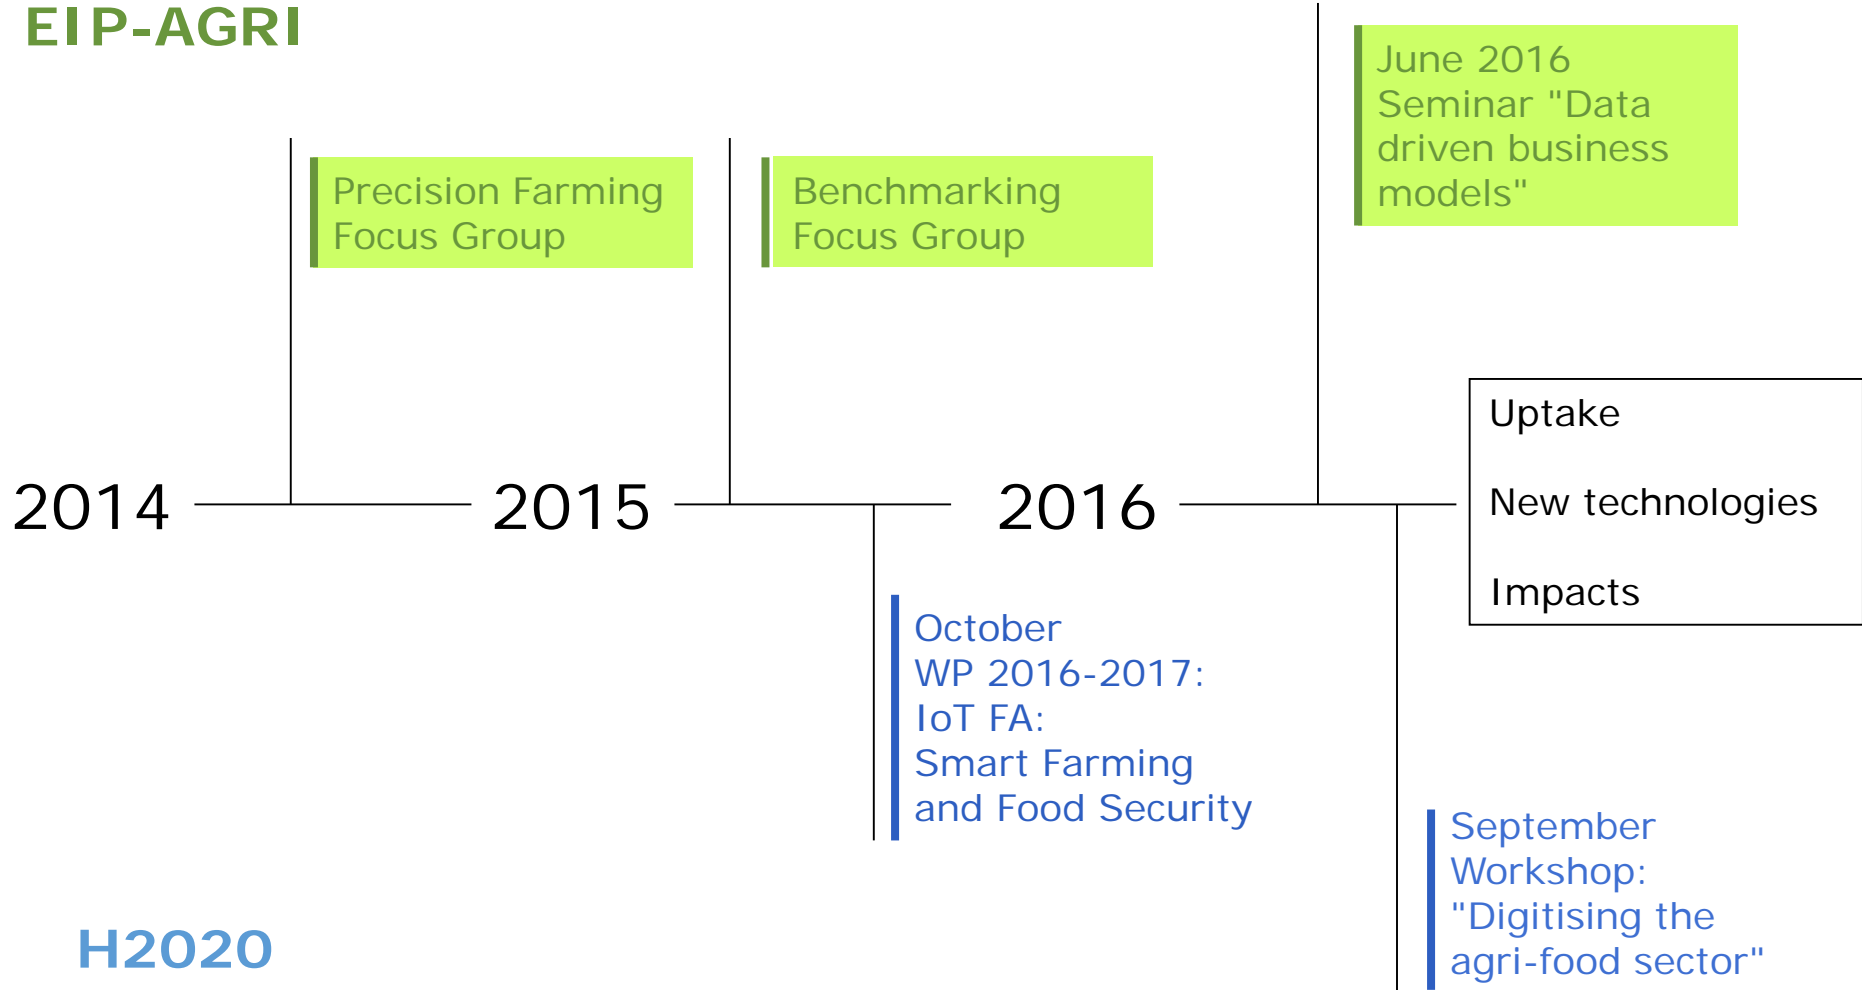 EIP-AGRI
June 2016
Seminar "Data
driven business
models"
Precision Farming
Focus Group
Benchmarking
Focus Group
2014
2015
2016
Uptake
New technologies
Impacts
October
WP 2016-2017:
IoT FA:
Smart Farming
and Food Security
September
Workshop:
"Digitising the
agri-food sector"
H2020